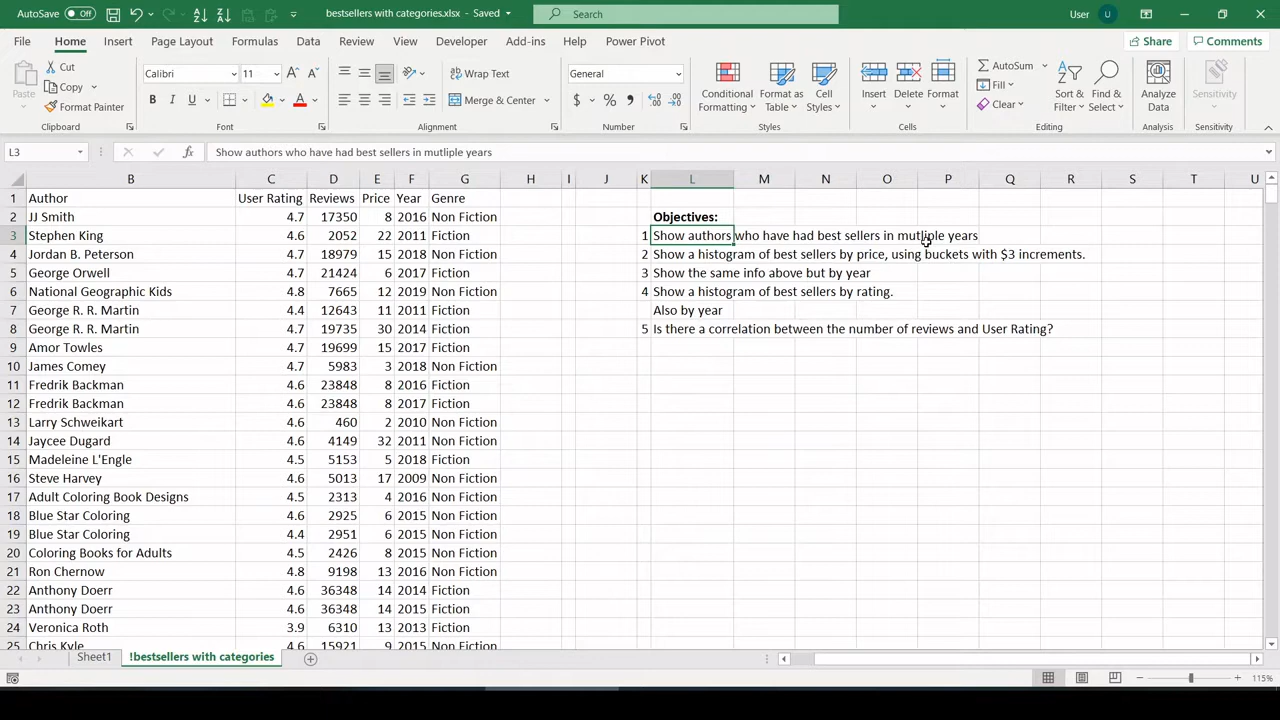 AutoSave Off bestsellers with categories.xlsx - Saved Search User U
File Home Insert Page Layout Formulas Data Review View Developer Add-ins Help Power Pivot Share Comments
Paste Cut Copy Format Painter Clipboard
Calibri 11 B I U Font
Wrap Text Merge & Center Alignment
General $ % Number
Conditional Formatting Format as Table Cell Styles Styles
Insert Delete Format Cells
AutoSum Fill Clear Sort & Filter Find & Select Editing
Analyze Data Analysis
Sensitivity Sensitivity
L3 fx Show authors who have had best sellers in mutliple years
B C D E F G H I J K L M N O P Q R S T U
1 Author User Rating Reviews Price Year Genre
2 JJ Smith 4.7 17350 8 2016 Non Fiction Objectives:
3 Stephen King 4.6 2052 22 2011 Fiction 1 Show authors who have had best sellers in mutliple years
4 Jordan B. Peterson 4.7 18979 15 2018 Non Fiction 2 Show a histogram of best sellers by price, using buckets with $3 increments.
5 George Orwell 4.7 21424 6 2017 Fiction 3 Show the same info above but by year
6 National Geographic Kids 4.8 7665 12 2019 Non Fiction 4 Show a histogram of best sellers by rating.
7 George R. R. Martin 4.4 12643 11 2011 Fiction Also by year
8 George R. R. Martin 4.7 19735 30 2014 Fiction 5 Is there a correlation between the number of reviews and User Rating?
9 Amor Towles 4.7 19699 15 2017 Fiction
10 James Comey 4.7 5983 3 2018 Non Fiction
11 Fredrik Backman 4.6 23848 8 2016 Fiction
12 Fredrik Backman 4.6 23848 8 2017 Fiction
13 Larry Schweikart 4.6 460 2 2010 Non Fiction
14 Jaycee Dugard 4.6 4149 32 2011 Non Fiction
15 Madeleine L'Engle 4.5 5153 5 2018 Fiction
16 Steve Harvey 4.6 5013 17 2009 Non Fiction
17 Adult Coloring Book Designs 4.5 2313 4 2016 Non Fiction
18 Blue Star Coloring 4.6 2925 6 2015 Non Fiction
19 Blue Star Coloring 4.4 2951 6 2015 Non Fiction
20 Coloring Books for Adults 4.5 2426 8 2015 Non Fiction
21 Ron Chernow 4.8 9198 13 2016 Non Fiction
22 Anthony Doerr 4.6 36348 14 2014 Fiction
23 Anthony Doerr 4.6 36348 14 2015 Fiction
24 Veronica Roth 3.9 6310 13 2013 Fiction
25 Chris Kyle 4.6 15921 9 2015 Non Fiction
Sheet1 !bestsellers with categories
115%